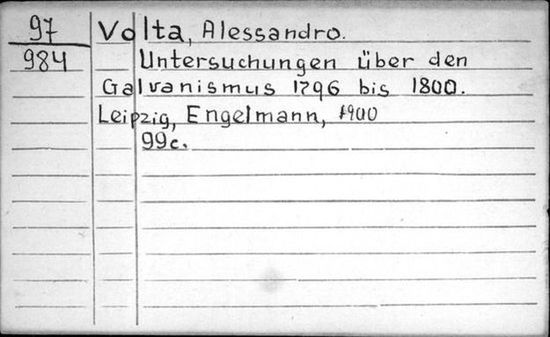 97 Volta, Alessandro.
984 Untersuchungen über den
Galvanismus 1796 bis 1800.
Leipzig, Engelmann, 1900
99c.